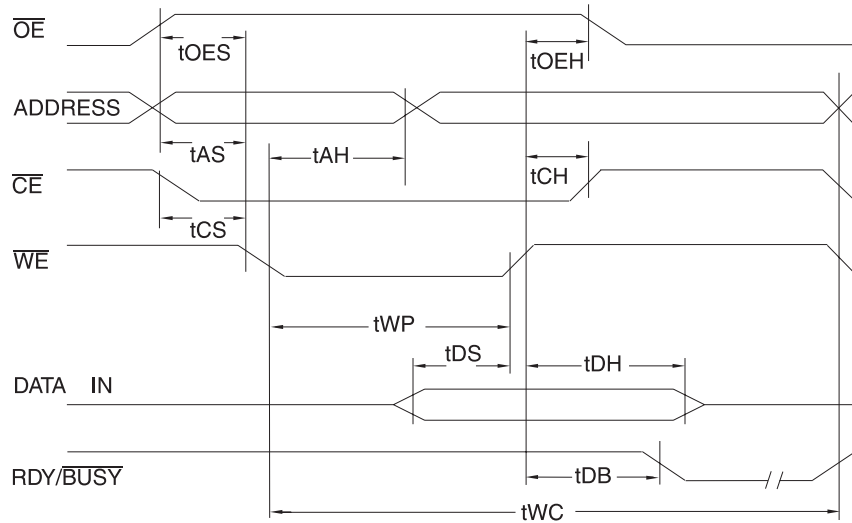 OE
tOES
tOEH
ADDRESS
tAS
tAH
tCH
CE
tCS
WE
tWP
tDS
tDH
DATA IN
RDY/BUSY
tDB
tWC